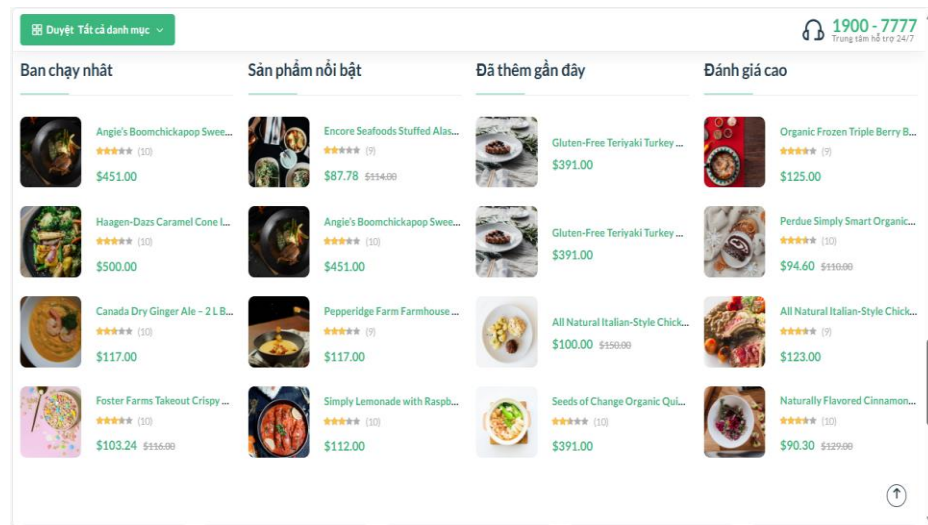 Duyệt Tất cả danh mục
1900 - 7777
Trung tâm hỗ trợ 24/7
Ban chạy nhât
Angie's Boomchickapop Swee...
(10)
$451.00
Haagen-Dazs Caramel Cone I...
(10)
$500.00
Canada Dry Ginger Ale – 2 L B...
(10)
$117.00
Foster Farms Takeout Crispy ...
(10)
$103.24 $116.00
Sản phẩm nổi bật
Encore Seafoods Stuffed Alas...
(9)
$87.78 $114.00
Angie's Boomchickapop Swee...
(10)
$451.00
Pepperidge Farm Farmhouse ...
(9)
$117.00
Simply Lemonade with Raspb...
(10)
$112.00
Đã thêm gần đây
Gluten-Free Teriyaki Turkey ...
$391.00
Gluten-Free Teriyaki Turkey ...
$391.00
All Natural Italian-Style Chick...
$100.00 $150.00
Seeds of Change Organic Qui...
(10)
$391.00
Đánh giá cao
Organic Frozen Triple Berry B...
(9)
$125.00
Perdue Simply Smart Organic...
(10)
$94.60 $110.00
All Natural Italian-Style Chick...
(9)
$123.00
Naturally Flavored Cinnamon...
(10)
$90.30 $129.00